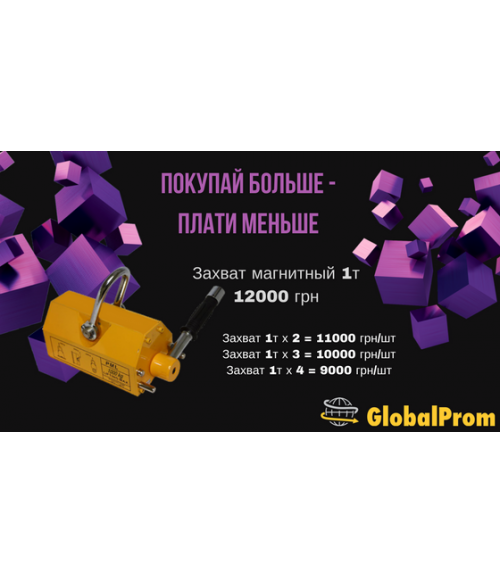 ПОКУПАЙ БОЛЬШЕ -
ПЛАТИ МЕНЬШЕ
Захват магнитный 1т
12000 грн
Захват 1т х 2 = 11000 грн/шт
Захват 1т х 3 = 10000 грн/шт
Захват 1т х 4 = 9000 грн/шт
GlobalProm